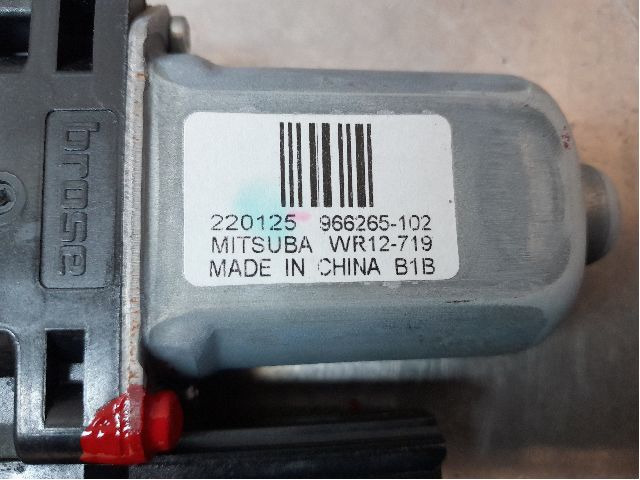 brose
220125 966265-102
MITSUBA WR12-719
MADE IN CHINA B1B